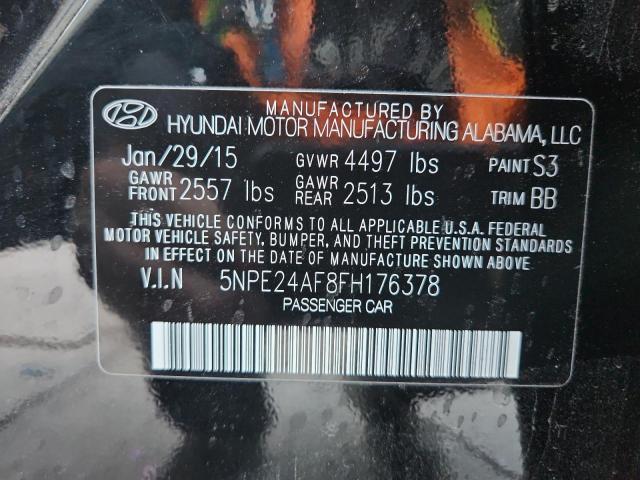 MANUFACTURED BY
HYUNDAI MOTOR MANUFACTURING ALABAMA, LLC
Jan/29/15 GVWR 4497 lbs PAINT S3
GAWR FRONT 2557 lbs GAWR REAR 2513 lbs TRIM BB
THIS VEHICLE CONFORMS TO ALL APPLICABLE U.S.A. FEDERAL
MOTOR VEHICLE SAFETY, BUMPER, AND THEFT PREVENTION STANDARDS
IN EFFECT ON THE DATE OF MANUFACTURE SHOWN ABOVE.
V.I.N 5NPE24AF8FH176378
PASSENGER CAR